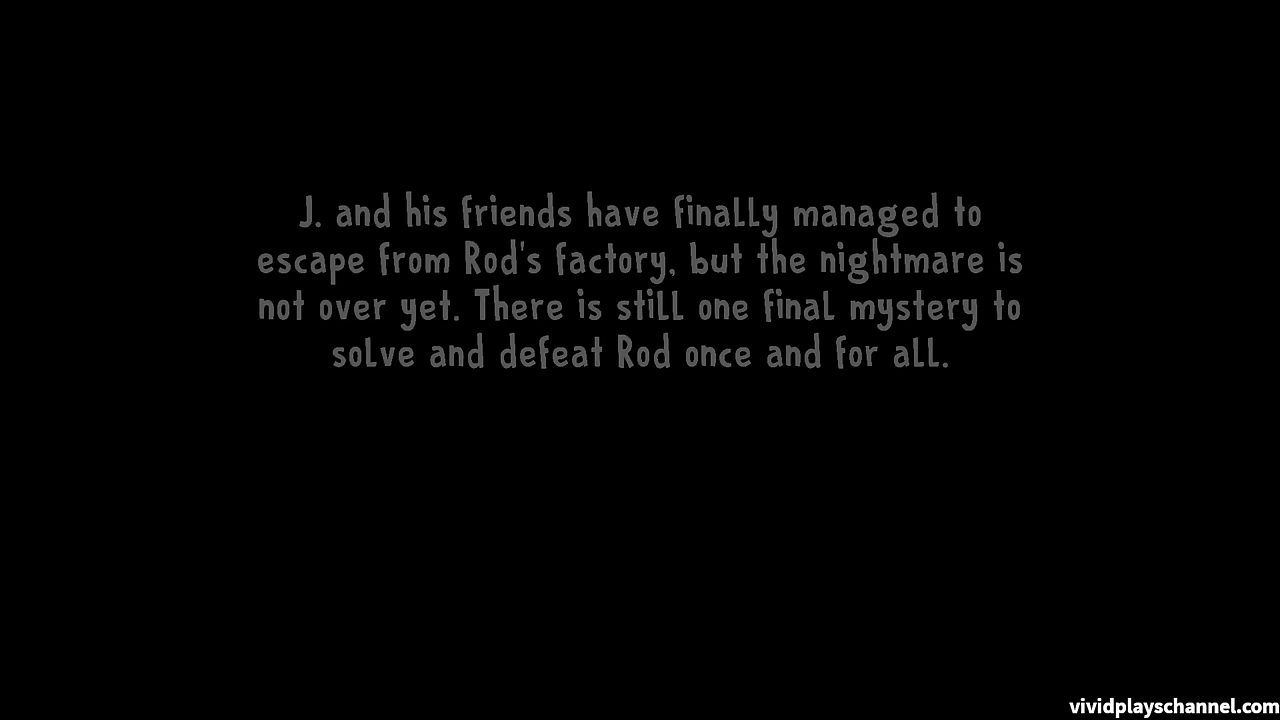 J. and his friends have finally managed to
escape from Rod's factory, but the nightmare is
not over yet. There is still one final mystery to
solve and defeat Rod once and for all.
vividplayschannel.com